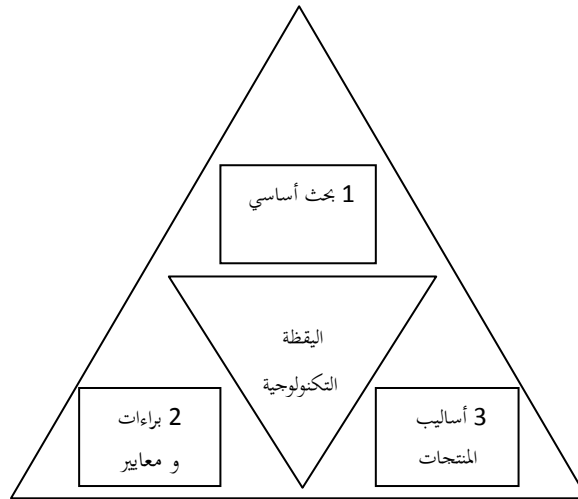 1 بحث أساسي
اليقظة
التكنولوجية
2 براءات
و معايير
3 أساليب
المنتجات